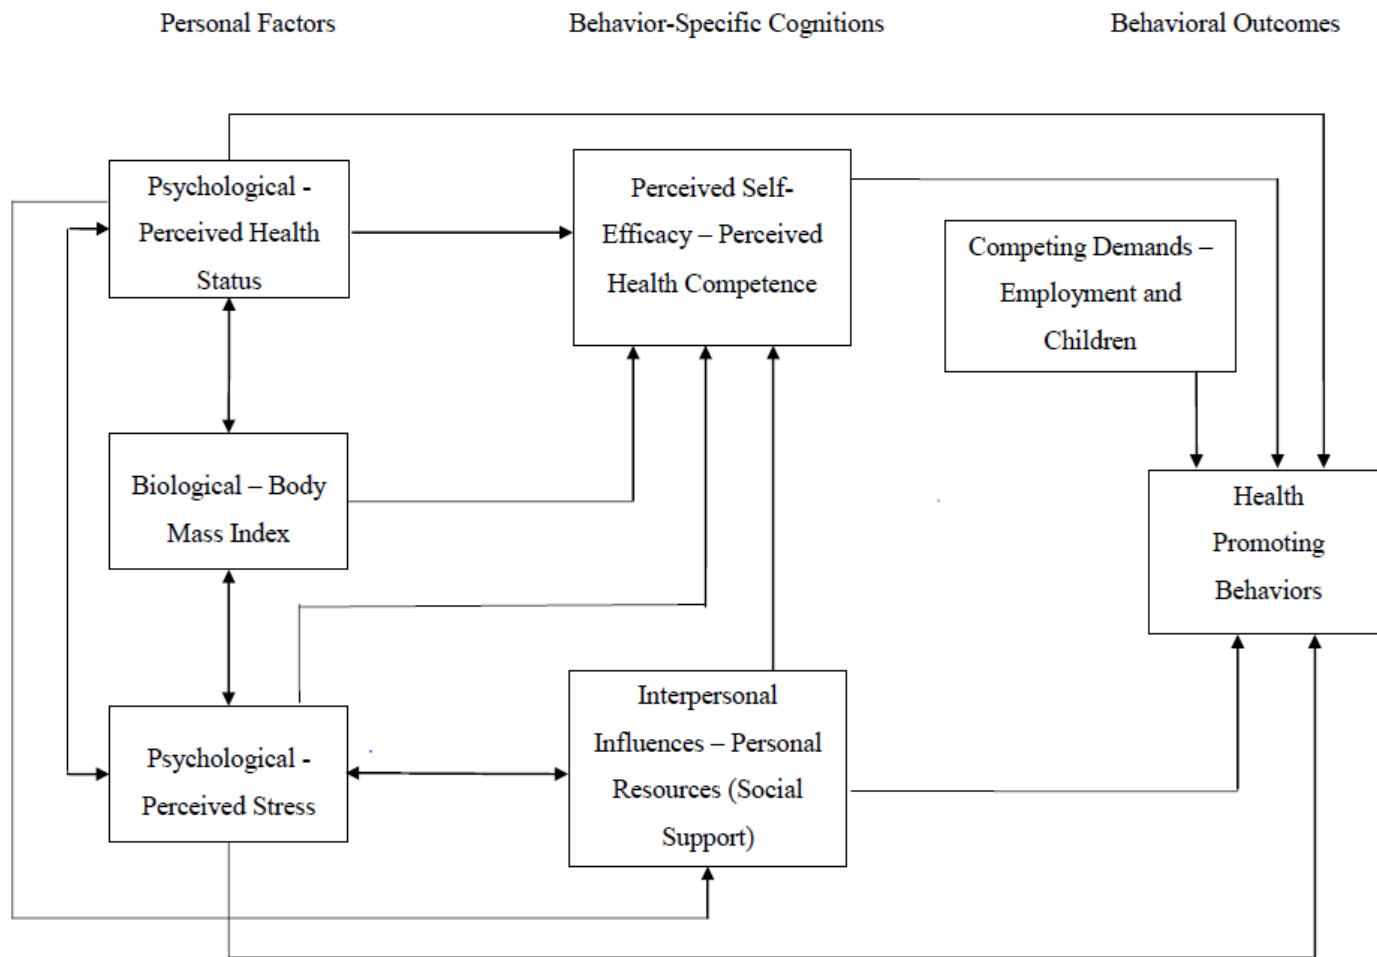 Personal Factors
Behavior-Specific Cognitions
Behavioral Outcomes
Psychological -
Perceived Health
Status
Perceived Self-
Efficacy – Perceived
Health Competence
Competing Demands –
Employment and
Children
Biological – Body
Mass Index
Health
Promoting
Behaviors
Psychological -
Perceived Stress
Interpersonal
Influences – Personal
Resources (Social
Support)